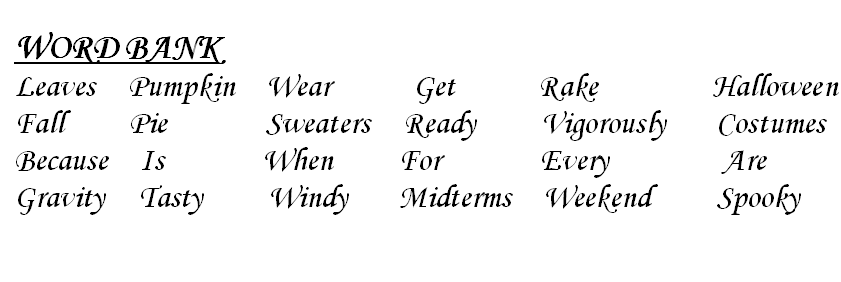 WORD BANK
Leaves Pumpkin Wear Get Rake Halloween
Fall Pie Sweaters Ready Vigorously Costumes
Because Is When For Every Are
Gravity Tasty Windy Midterms Weekend Spooky